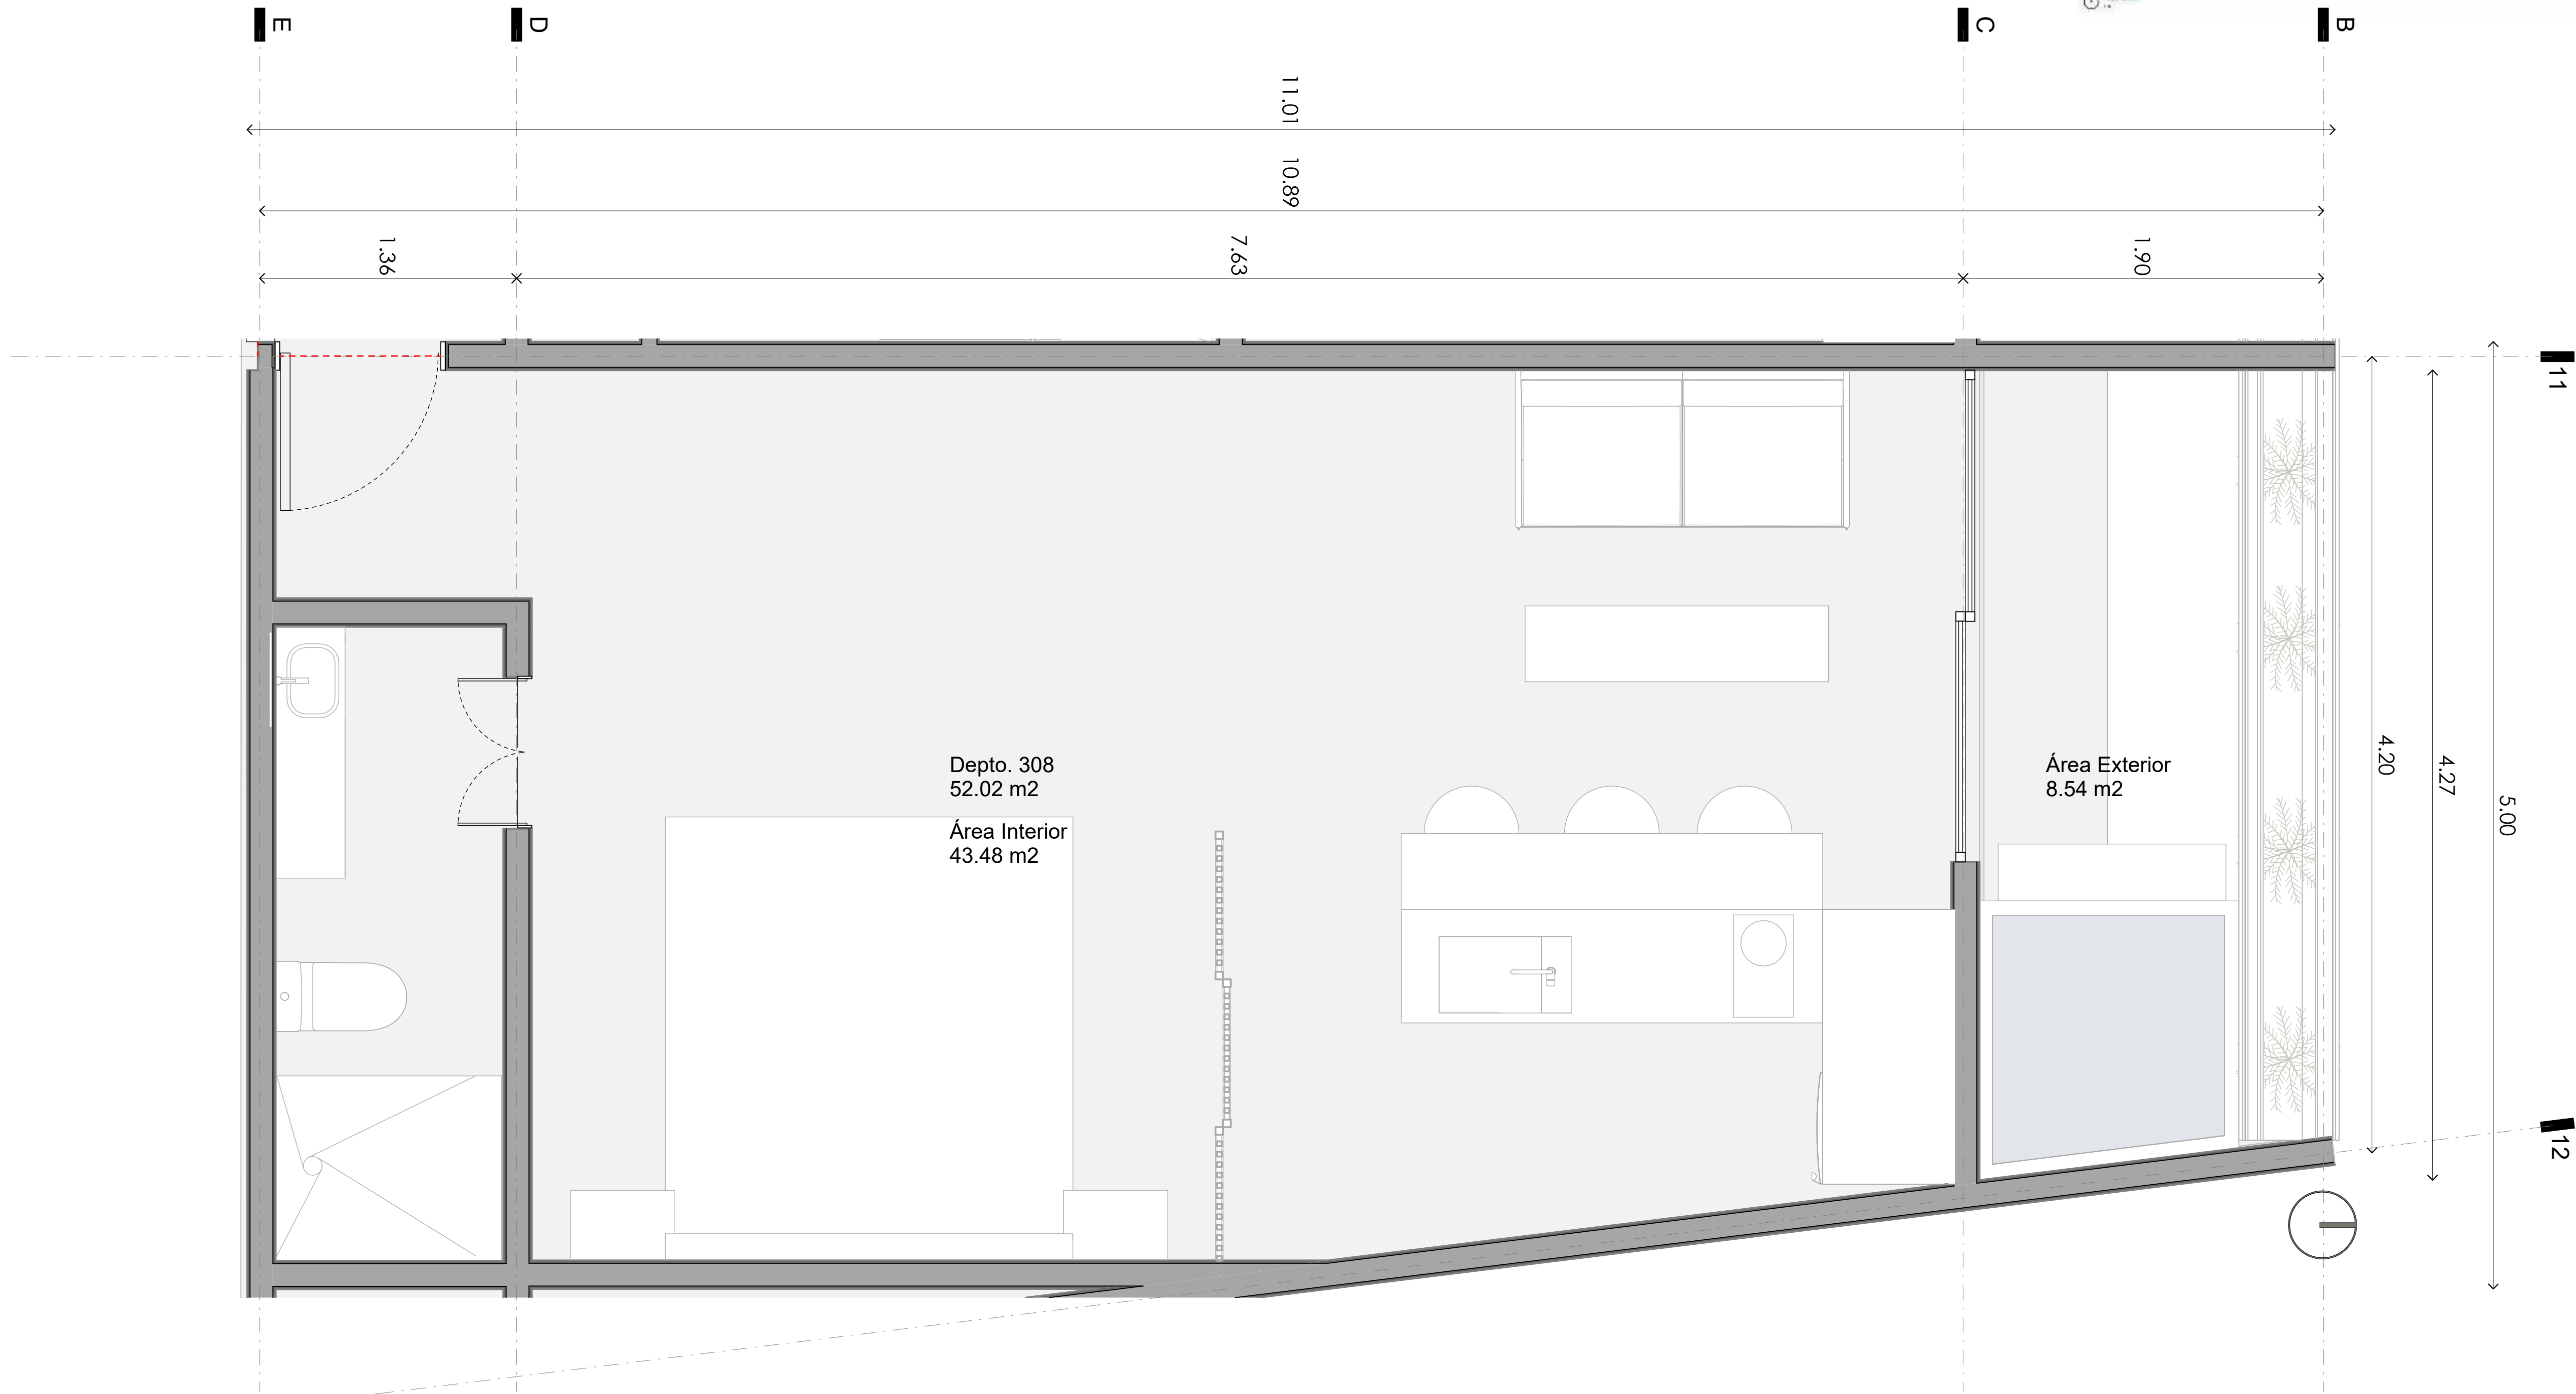 E
D
C
B
11.01
10.89
1.36
7.63
1.90
11
4.20
4.27
5.00
Depto. 308
52.02 m2
Área Interior
43.48 m2
Área Exterior
8.54 m2
12